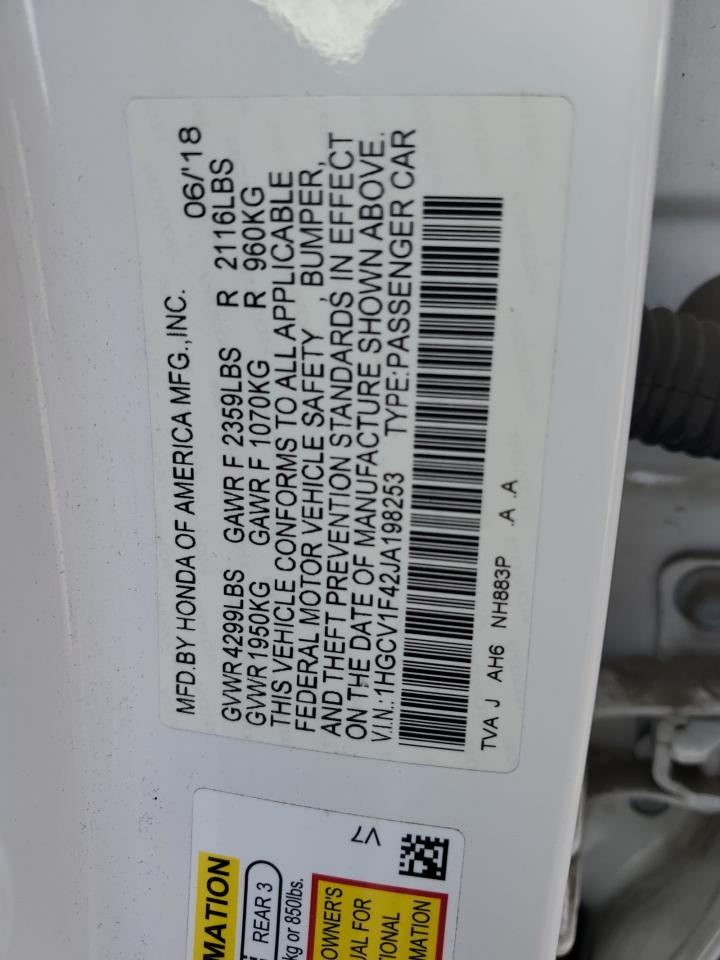 MFD.BY HONDA OF AMERICA MFG.,INC. 06/'18
GVWR 4299LBS GAWR F 2359LBS R 2116LBS
GVWR 1950KG GAWR F 1070KG R 960KG
THIS VEHICLE CONFORMS TO ALL APPLICABLE
FEDERAL MOTOR VEHICLE SAFETY , BUMPER,
AND THEFT PREVENTION STANDARDS IN EFFECT
ON THE DATE OF MANUFACTURE SHOWN ABOVE.
V.I.N.:1HGCV1F42JA198253 TYPE:PASSENGER CAR
TVA J AH6 NH883P .A .A
MATION
REAR 3
kg or 850lbs.
OWNER'S
UAL FOR
TIONAL
MATION
V7